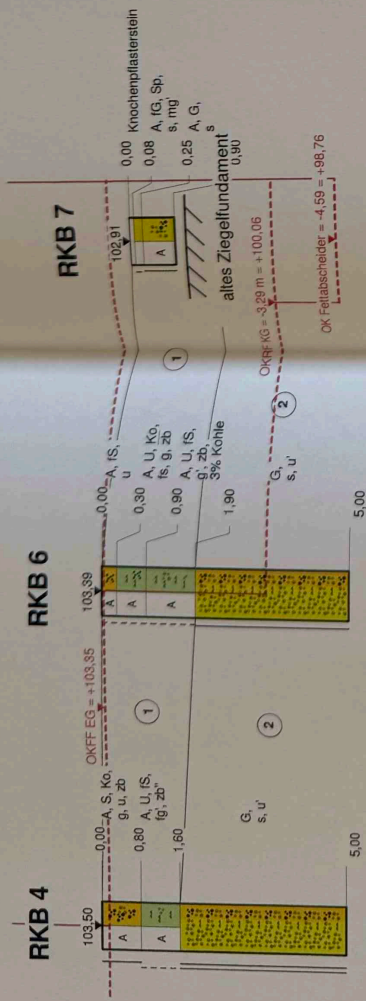 RKB 4
103,50
0,00
A, S, Ko,
g, u, zb
0,80
A, U, fS,
fg', zb"
1,60
G,
s, u'
5,00
A
A
OKFF EG = +103,35
1
2
RKB 6
103,39
0,00
A, fS,
u
0,30
A, U, Ko,
fs, g, zb
0,90
A, U, fS,
g', zb,
3% Kohle
1,90
G,
s, u'
5,00
A
A
A
1
2
RKB 7
102,91
0,00 Knochenpflasterstein
0,08
A, fG, Sp,
s, mg'
0,25
A, G,
s
0,90
A
altes Ziegelfundament
OKRF KG = -3,29 m = +100,06
OK Fettabscheider = -4,59 = +98,76